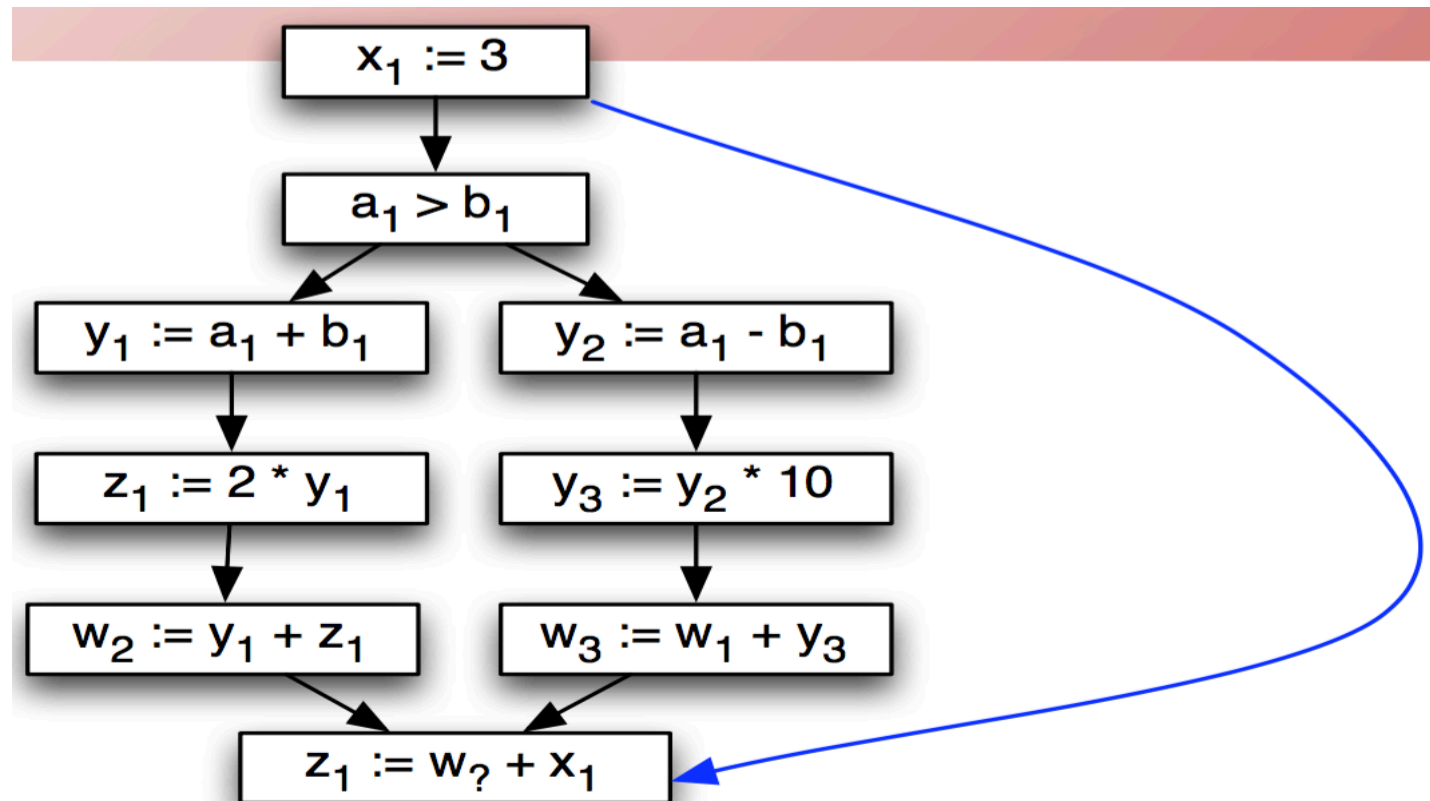 x₁ := 3
a₁ > b₁
y₁ := a₁ + b₁
y₂ := a₁ - b₁
z₁ := 2 * y₁
y₃ := y₂ * 10
w₂ := y₁ + z₁
w₃ := w₁ + y₃
z₁ := w? + x₁